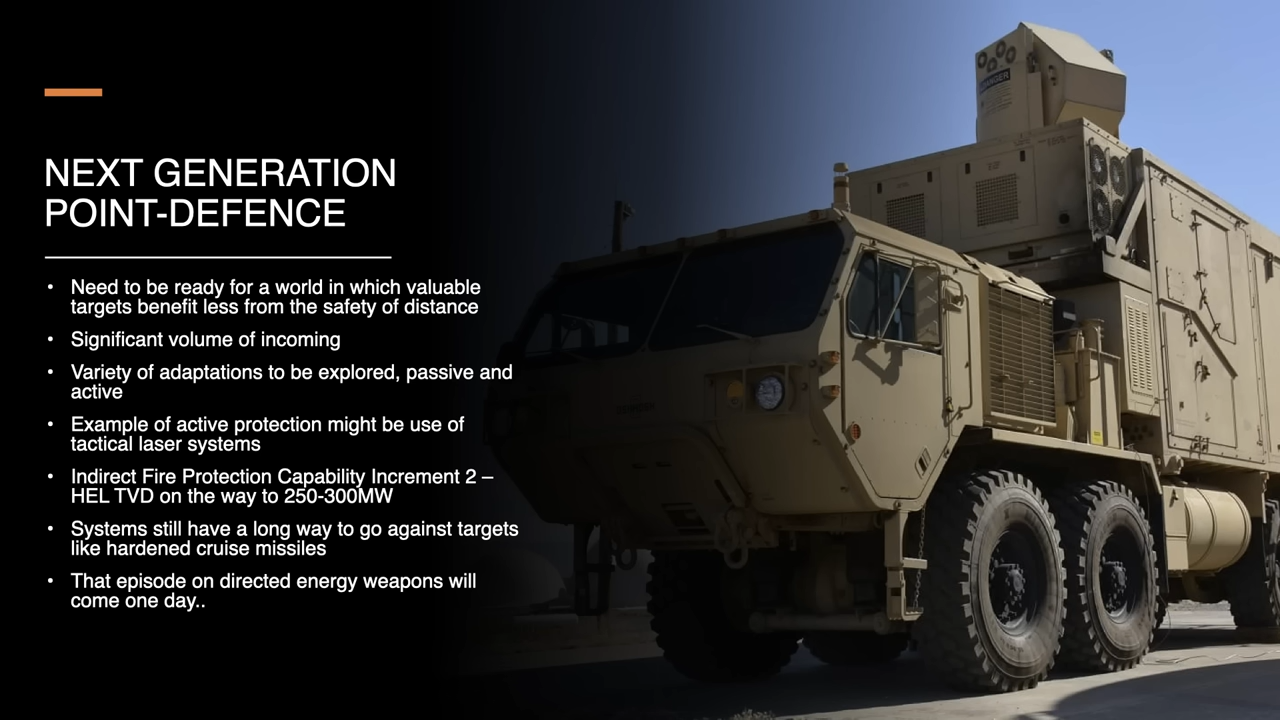 NEXT GENERATION
POINT-DEFENCE
• Need to be ready for a world in which valuable
targets benefit less from the safety of distance
• Significant volume of incoming
• Variety of adaptations to be explored, passive and
active
• Example of active protection might be use of
tactical laser systems
• Indirect Fire Protection Capability Increment 2 –
HEL TVD on the way to 250-300MW
• Systems still have a long way to go against targets
like hardened cruise missiles
• That episode on directed energy weapons will
come one day..
DANGER